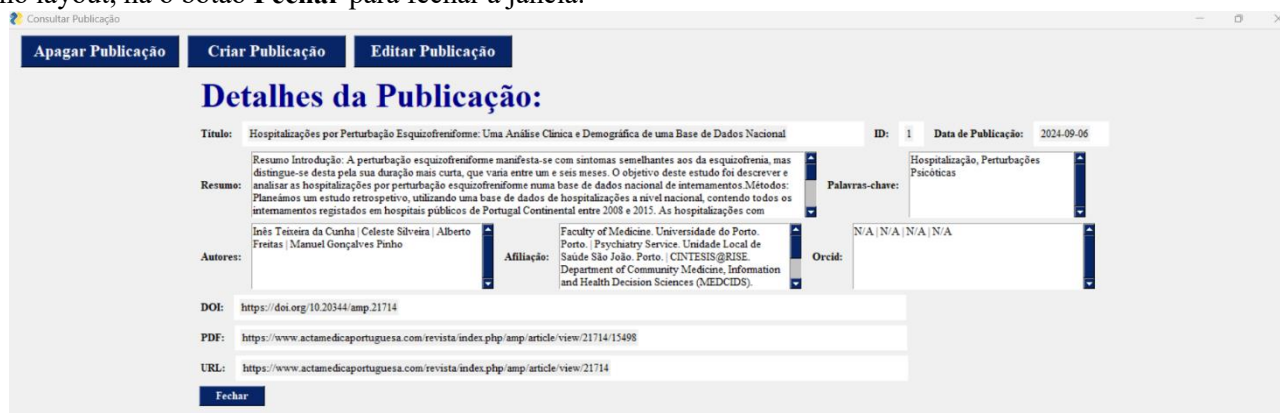 no layout, há o botão Fechar para fechar a janela.
Consultar Publicação
Apagar Publicação Criar Publicação Editar Publicação
Detalhes da Publicação:
Título: Hospitalizações por Perturbação Esquizofreniforme: Uma Análise Clínica e Demográfica de uma Base de Dados Nacional ID: 1 Data de Publicação: 2024-09-06
Resumo:
Resumo Introdução: A perturbação esquizofreniforme manifesta-se com sintomas semelhantes aos da esquizofrenia, mas
distingue-se desta pela sua duração mais curta, que varia entre um e seis meses. O objetivo deste estudo foi descrever e
analisar as hospitalizações por perturbação esquizofreniforme numa base de dados nacional de internamentos.Métodos:
Planeámos um estudo retrospetivo, utilizando uma base de dados de hospitalizações a nível nacional, contendo todos os
internamentos registados em hospitais públicos de Portugal Continental entre 2008 e 2015. As hospitalizações com
Palavras-chave:
Hospitalização, Perturbações
Psicóticas
Autores:
Inês Teixeira da Cunha | Celeste Silveira | Alberto
Freitas | Manuel Gonçalves Pinho
Afiliação:
Faculty of Medicine. Universidade do Porto.
Porto. | Psychiatry Service. Unidade Local de
Saúde São João. Porto. | CINTESIS@RISE.
Department of Community Medicine, Information
and Health Decision Sciences (MEDCIDS).
Orcid:
N/A | N/A | N/A | N/A
DOI: https://doi.org/10.20344/amp.21714
PDF: https://www.actamedicaportuguesa.com/revista/index.php/amp/article/view/21714/15498
URL: https://www.actamedicaportuguesa.com/revista/index.php/amp/article/view/21714
Fechar